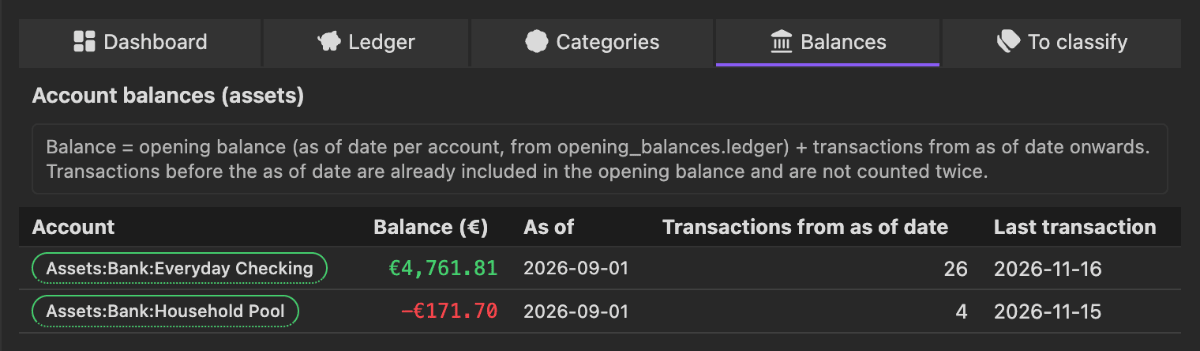 Dashboard Ledger Categories Balances To classify
Account balances (assets)
Balance = opening balance (as of date per account, from opening_balances.ledger) + transactions from as of date onwards.
Transactions before the as of date are already included in the opening balance and are not counted twice.
Account Balance (€) As of Transactions from as of date Last transaction
Assets:Bank:Everyday Checking €4,761.81 2026-09-01 26 2026-11-16
Assets:Bank:Household Pool −€171.70 2026-09-01 4 2026-11-15